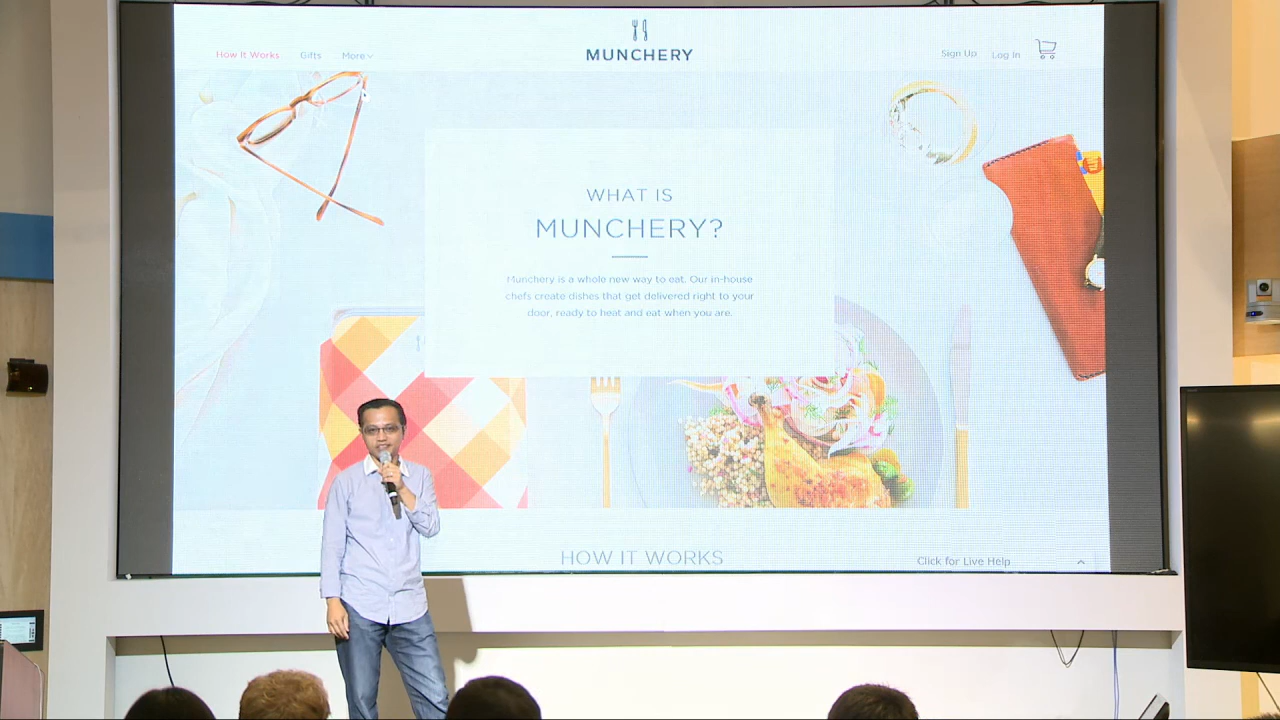 How It Works
Gifts
More
MUNCHERY
Sign Up
Log In
WHAT IS
MUNCHERY?
Munchery is a whole new way to eat. Our in-house
chefs create dishes that get delivered right to your
door, ready to heat and eat when you are.
HOW IT WORKS
Click for Live Help